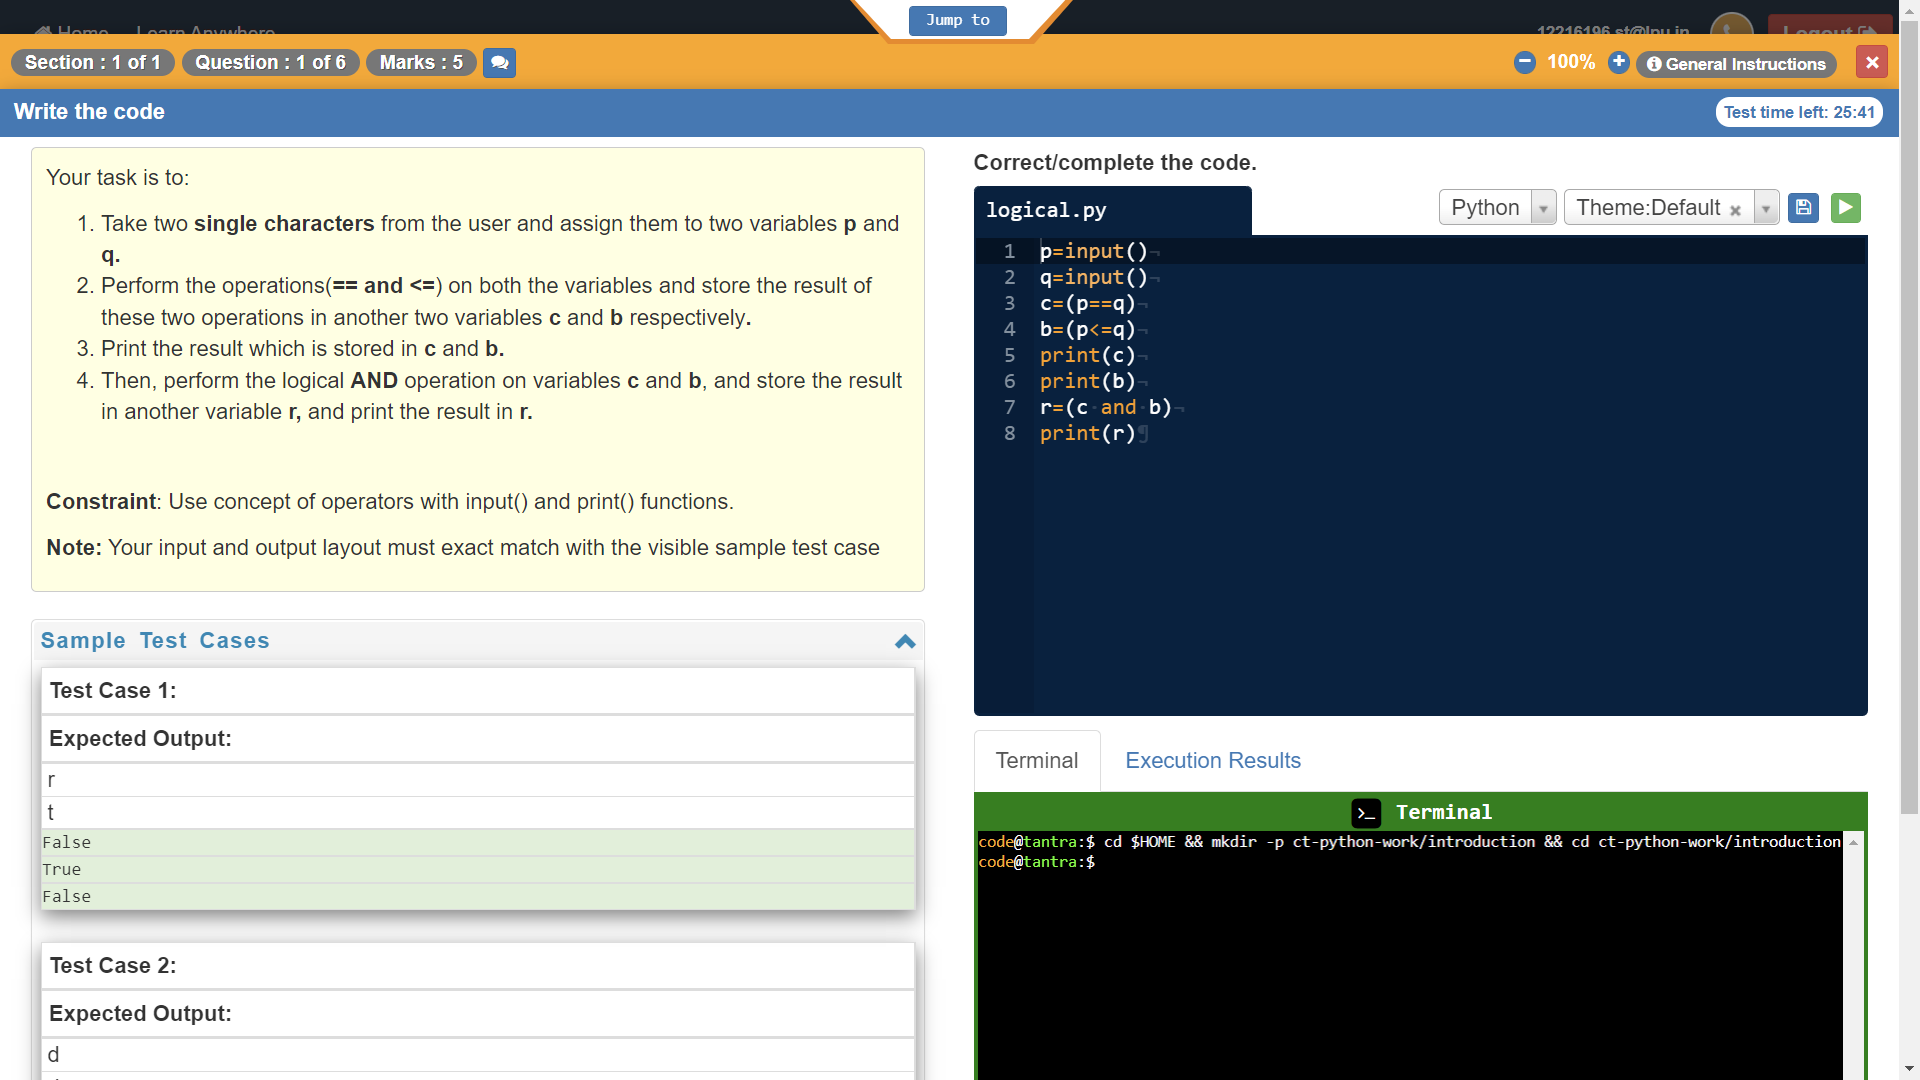 Jump to
Home Learn Anywhere
12216196.st@lpu.in Logout
Section : 1 of 1 Question : 1 of 6 Marks : 5
100% General Instructions
Write the code
Test time left: 25:41
Your task is to:
1. Take two single characters from the user and assign them to two variables p and
q.
2. Perform the operations(== and <=) on both the variables and store the result of
these two operations in another two variables c and b respectively.
3. Print the result which is stored in c and b.
4. Then, perform the logical AND operation on variables c and b, and store the result
in another variable r, and print the result in r.
Constraint: Use concept of operators with input() and print() functions.
Note: Your input and output layout must exact match with the visible sample test case
Sample Test Cases
Test Case 1:
Expected Output:
r
t
False
True
False
Test Case 2:
Expected Output:
d
Correct/complete the code.
logical.py
Python Theme:Default ×
1 p=input()¬
2 q=input()¬
3 c=(p==q)¬
4 b=(p<=q)¬
5 print(c)¬
6 print(b)¬
7 r=(c·and·b)¬
8 print(r)¶
Terminal Execution Results
>_ Terminal
code@tantra:$ cd $HOME && mkdir -p ct-python-work/introduction && cd ct-python-work/introduction
code@tantra:$